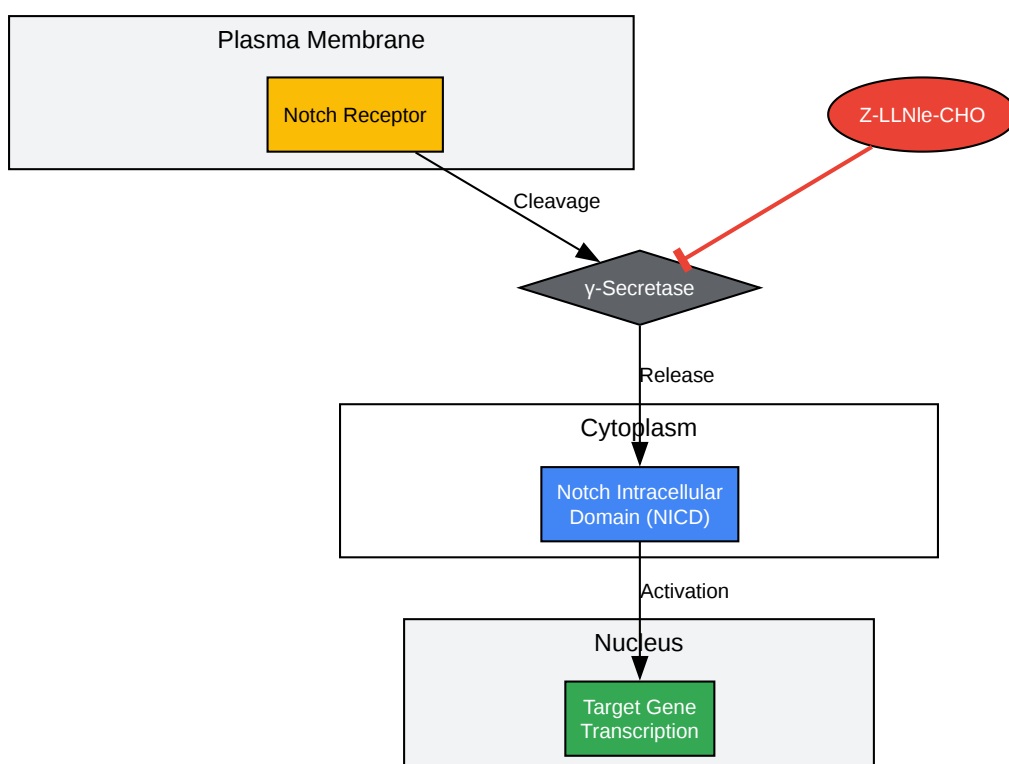 Plasma Membrane
Notch Receptor
Z-LLNle-CHO
Cleavage
γ-Secretase
Release
Cytoplasm
Notch Intracellular
Domain (NICD)
Activation
Nucleus
Target Gene
Transcription